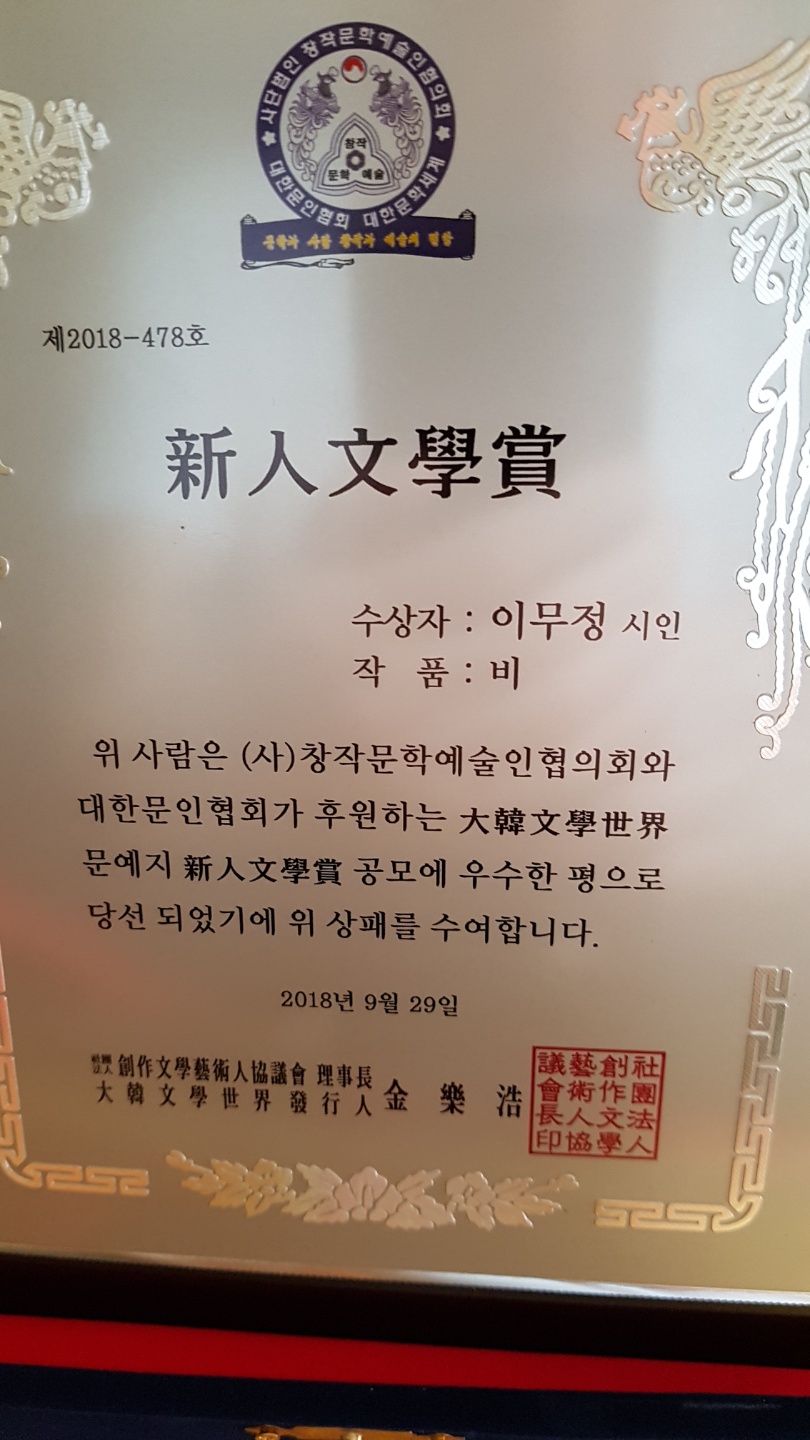 사단법인 창작문학예술인협의회
창작
문학 예술
대한문인협회 대한문학세계
제2018-478호
新人文學賞
수상자 : 이무정 시인
작 품 : 비
위 사람은 (사)창작문학예술인협의회와
대한문인협회가 후원하는 大韓文學世界
문예지 新人文學賞 공모에 우수한 평으로
당선 되었기에 위 상패를 수여합니다.
2018년 9월 29일
社團法人 創作文學藝術人協議會 理事長
大韓文學世界發行人 金樂浩
社團法人
創作文學
藝術人協
議會長印